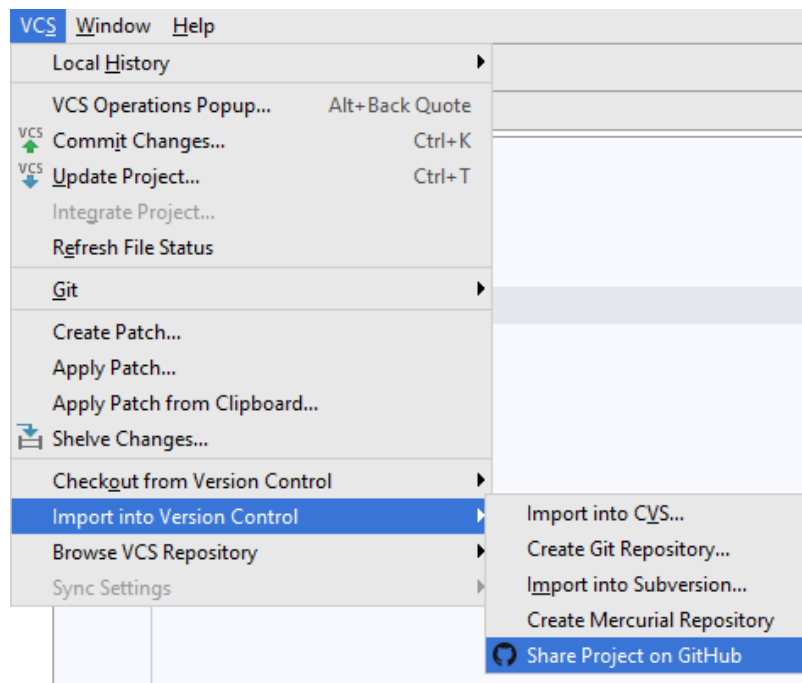 VCS Window Help
Local History
VCS Operations Popup... Alt+Back Quote
VCS Commit Changes... Ctrl+K
VCS Update Project... Ctrl+T
Integrate Project...
Refresh File Status
Git
Create Patch...
Apply Patch...
Apply Patch from Clipboard...
Shelve Changes...
Checkout from Version Control
Import into Version Control
Browse VCS Repository
Sync Settings
Import into CVS...
Create Git Repository...
Import into Subversion...
Create Mercurial Repository
Share Project on GitHub